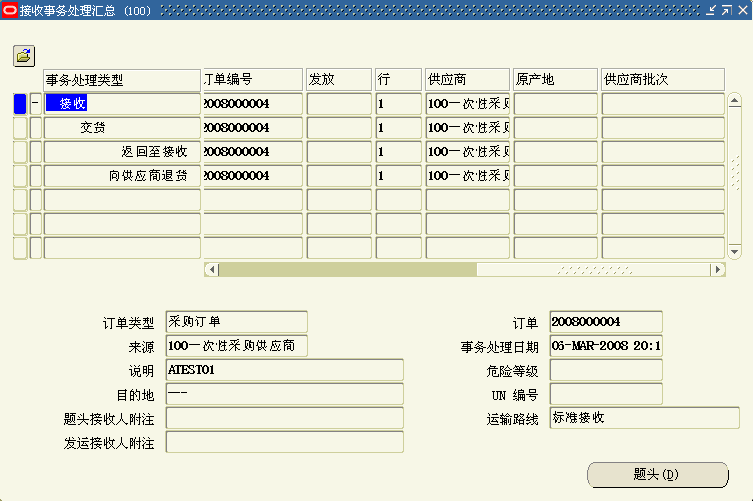 接收事务处理汇总 (100)
事务处理类型 订单编号 发放 行 供应商 原产地 供应商批次
- 接收 2008000004 1 100一次性采购
交货 2008000004 1 100一次性采购
返回至接收 2008000004 1 100一次性采购
向供应商退货 2008000004 1 100一次性采购
订单类型 采购订单 订单 2008000004
来源 100一次性采购供应商 事务处理日期 06-MAR-2008 20:1
说明 ATEST01 危险等级
目的地 --- UN 编号
题头接收人附注 运输路线 标准接收
发运接收人附注
题头(D)